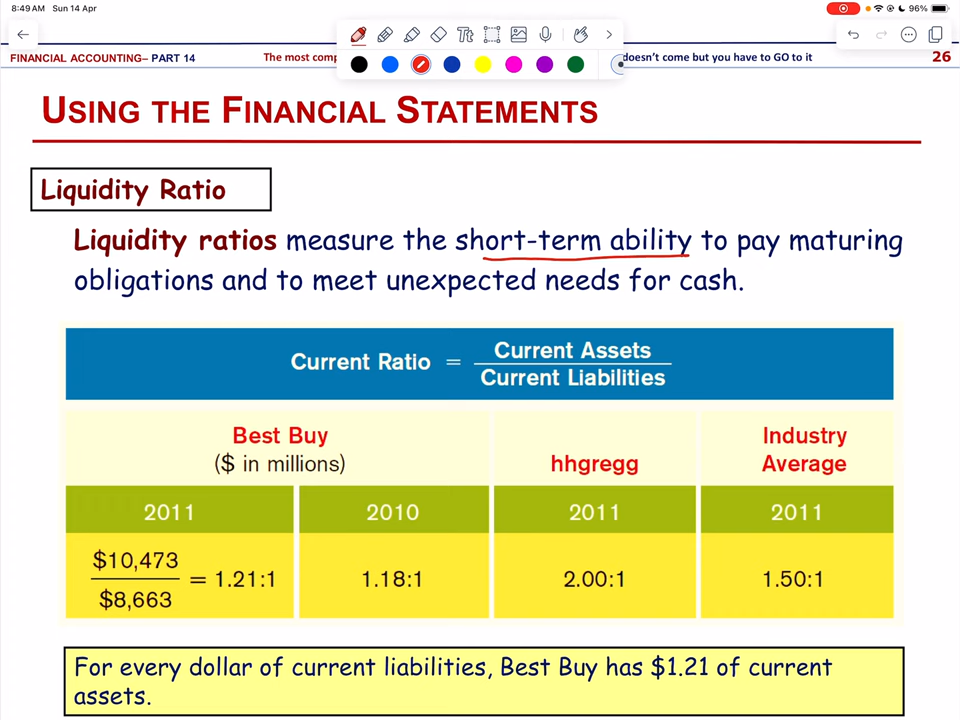 8:49 AM Sun 14 Apr
96%
FINANCIAL ACCOUNTING– PART 14
The most
doesn't come but you have to GO to it
26
Tt
USING THE FINANCIAL STATEMENTS
Liquidity Ratio
Liquidity ratios measure the short-term ability to pay maturing
obligations and to meet unexpected needs for cash.
Current Ratio = Current Assets
Current Liabilities
Best Buy
($ in millions)
hhgregg
Industry
Average
2011
2010
2011
2011
$10,473
$8,663
= 1.21:1
1.18:1
2.00:1
1.50:1
For every dollar of current liabilities, Best Buy has $1.21 of current
assets.